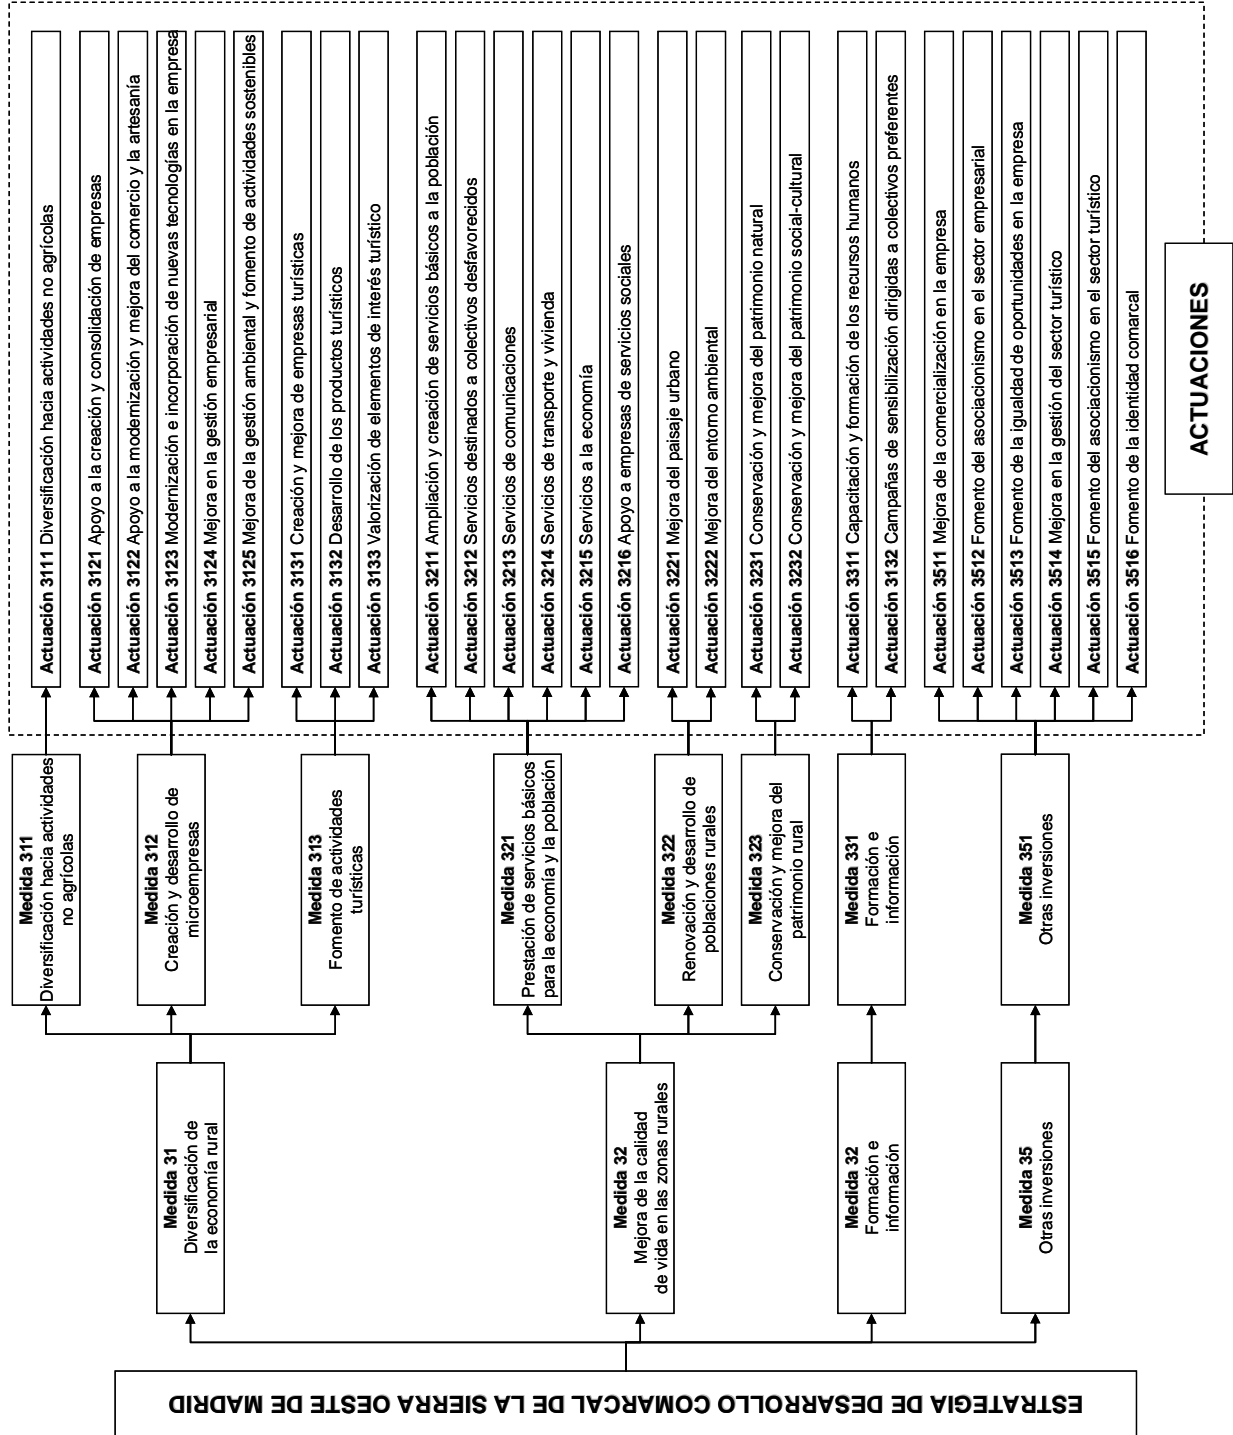 ESTRATEGIA DE DESARROLLO COMARCAL DE LA SIERRA OESTE DE MADRID
Medida 31
Diversificación de
la economía rural
Medida 32
Mejora de la calidad
de vida en las zonas rurales
Medida 32
Formación e
información
Medida 35
Otras inversiones
Medida 311
Diversificación hacia actividades
no agrícolas
Medida 312
Creación y desarrollo de
microempresas
Medida 313
Fomento de actividades
turísticas
Medida 321
Prestación de servicios básicos
para la economía y la población
Medida 322
Renovación y desarrollo de
poblaciones rurales
Medida 323
Conservación y mejora del
patrimonio rural
Medida 331
Formación e
información
Medida 351
Otras inversiones
Actuación 3111 Diversificación hacia actividades no agrícolas
Actuación 3121 Apoyo a la creación y consolidación de empresas
Actuación 3122 Apoyo a la modernización y mejora del comercio y la artesanía
Actuación 3123 Modernización e incorporación de nuevas tecnologías en la empresa
Actuación 3124 Mejora en la gestión empresarial
Actuación 3125 Mejora de la gestión ambiental y fomento de actividades sostenibles
Actuación 3131 Creación y mejora de empresas turísticas
Actuación 3132 Desarrollo de los productos turísticos
Actuación 3133 Valorización de elementos de interés turístico
Actuación 3211 Ampliación y creación de servicios básicos a la población
Actuación 3212 Servicios destinados a colectivos desfavorecidos
Actuación 3213 Servicios de comunicaciones
Actuación 3214 Servicios de transporte y vivienda
Actuación 3215 Servicios a la economía
Actuación 3216 Apoyo a empresas de servicios sociales
Actuación 3221 Mejora del paisaje urbano
Actuación 3222 Mejora del entorno ambiental
Actuación 3231 Conservación y mejora del patrimonio natural
Actuación 3232 Conservación y mejora del patrimonio social-cultural
Actuación 3311 Capacitación y formación de los recursos humanos
Actuación 3132 Campañas de sensibilización dirigidas a colectivos preferentes
Actuación 3511 Mejora de la comercialización en la empresa
Actuación 3512 Fomento del asociacionismo en el sector empresarial
Actuación 3513 Fomento de la igualdad de oportunidades en la empresa
Actuación 3514 Mejora en la gestión del sector turístico
Actuación 3515 Fomento del asociacionismo en el sector turístico
Actuación 3516 Fomento de la identidad comarcal
ACTUACIONES